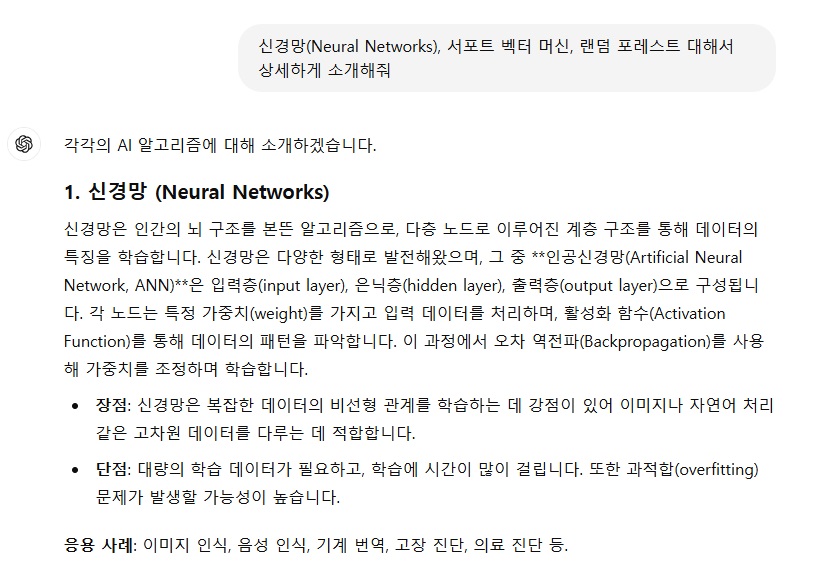 신경망(Neural Networks), 서포트 벡터 머신, 랜덤 포레스트 대해서
상세하게 소개해줘
각각의 AI 알고리즘에 대해 소개하겠습니다.
1. 신경망 (Neural Networks)
신경망은 인간의 뇌 구조를 본뜬 알고리즘으로, 다층 노드로 이루어진 계층 구조를 통해 데이터의
특징을 학습합니다. 신경망은 다양한 형태로 발전해왔으며, 그 중 **인공신경망(Artificial Neural
Network, ANN)**은 입력층(input layer), 은닉층(hidden layer), 출력층(output layer)으로 구성됩니
다. 각 노드는 특정 가중치(weight)를 가지고 입력 데이터를 처리하며, 활성화 함수(Activation
Function)를 통해 데이터의 패턴을 파악합니다. 이 과정에서 오차 역전파(Backpropagation)를 사용
해 가중치를 조정하며 학습합니다.
• 장점: 신경망은 복잡한 데이터의 비선형 관계를 학습하는 데 강점이 있어 이미지나 자연어 처리
같은 고차원 데이터를 다루는 데 적합합니다.
• 단점: 대량의 학습 데이터가 필요하고, 학습에 시간이 많이 걸립니다. 또한 과적합(overfitting)
문제가 발생할 가능성이 높습니다.
응용 사례: 이미지 인식, 음성 인식, 기계 번역, 고장 진단, 의료 진단 등.